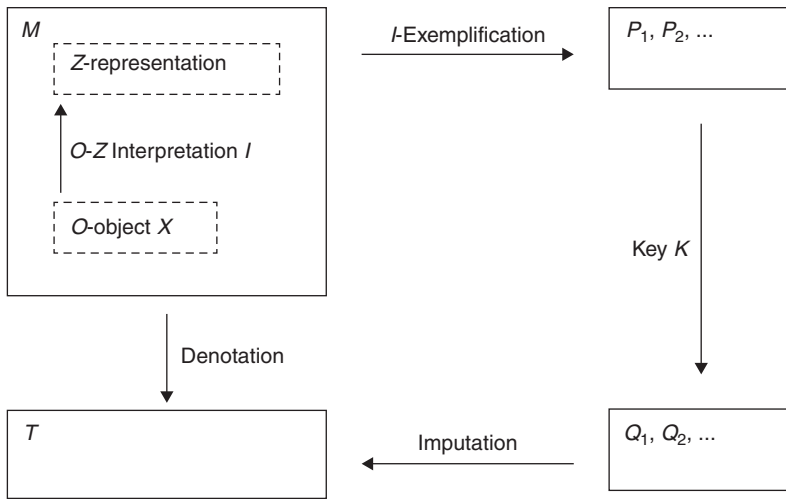 M
Z-representation
O-Z Interpretation I
O-object X
I-Exemplification
P₁, P₂, ...
Key K
Denotation
T
Imputation
Q₁, Q₂, ...